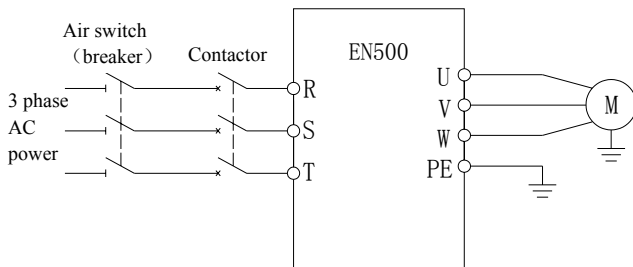 Air switch
（breaker）
Contactor
EN500
3 phase
AC
power
R
S
T
U
V
W
PE
M